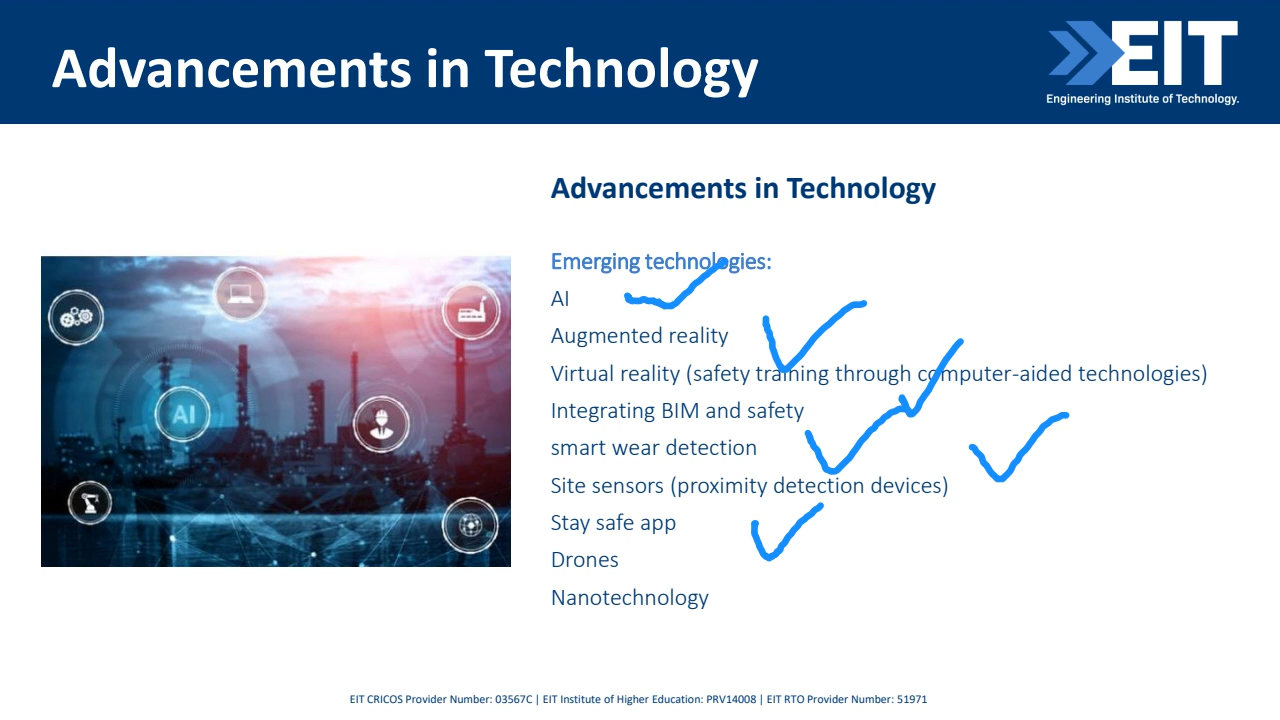 Advancements in Technology
EIT
Engineering Institute of Technology.
Advancements in Technology
Emerging technologies:
AI
Augmented reality
Virtual reality (safety training through computer-aided technologies)
Integrating BIM and safety
smart wear detection
Site sensors (proximity detection devices)
Stay safe app
Drones
Nanotechnology
AI
EIT CRICOS Provider Number: 03567C | EIT Institute of Higher Education: PRV14008 | EIT RTO Provider Number: 51971